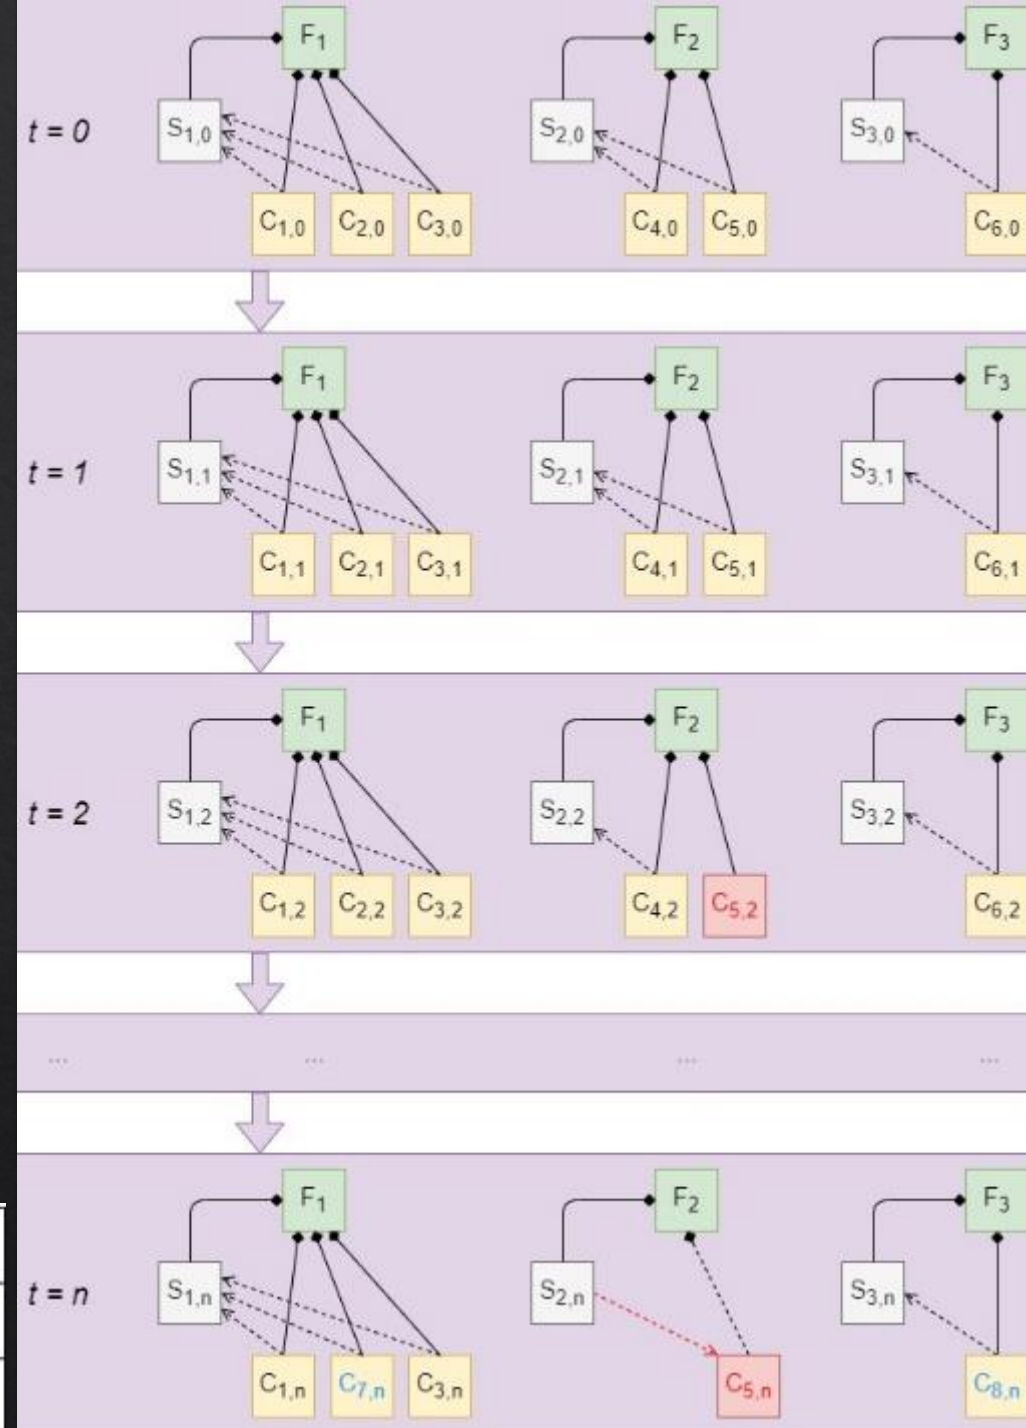 F₁ F₂ F₃
t = 0 S₁,₀ S₂,₀ S₃,₀
C₁,₀ C₂,₀ C₃,₀ C₄,₀ C₅,₀ C₆,₀
F₁ F₂ F₃
t = 1 S₁,₁ S₂,₁ S₃,₁
C₁,₁ C₂,₁ C₃,₁ C₄,₁ C₅,₁ C₆,₁
F₁ F₂ F₃
t = 2 S₁,₂ S₂,₂ S₃,₂
C₁,₂ C₂,₂ C₃,₂ C₄,₂ C₅,₂ C₆,₂
... ... ... ...
F₁ F₂ F₃
t = n S₁,ₙ S₂,ₙ S₃,ₙ
C₁,ₙ C₇,ₙ C₃,ₙ C₅,ₙ C₈,ₙ